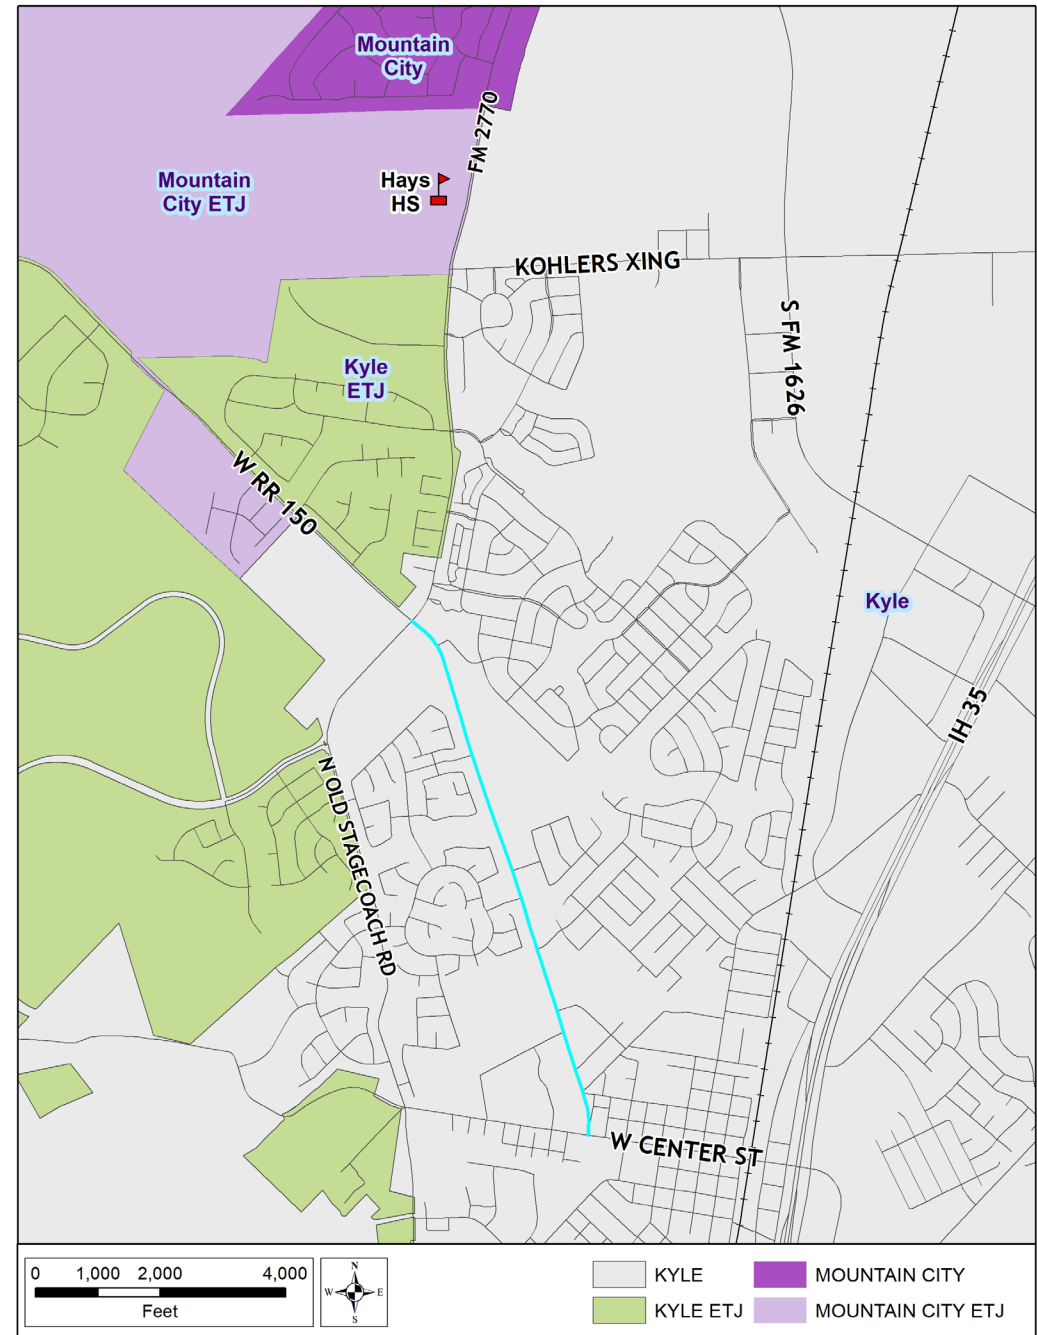 Mountain
City
FM 2770
Mountain
City ETJ
Hays
HS
KOHLERS XING
S FM 1626
Kyle
ETJ
W RR 150
Kyle
IH 35
N OLD STAGECOACH RD
W CENTER ST
0 1,000 2,000 4,000
Feet
N
W E
S
KYLE
MOUNTAIN CITY
KYLE ETJ
MOUNTAIN CITY ETJ